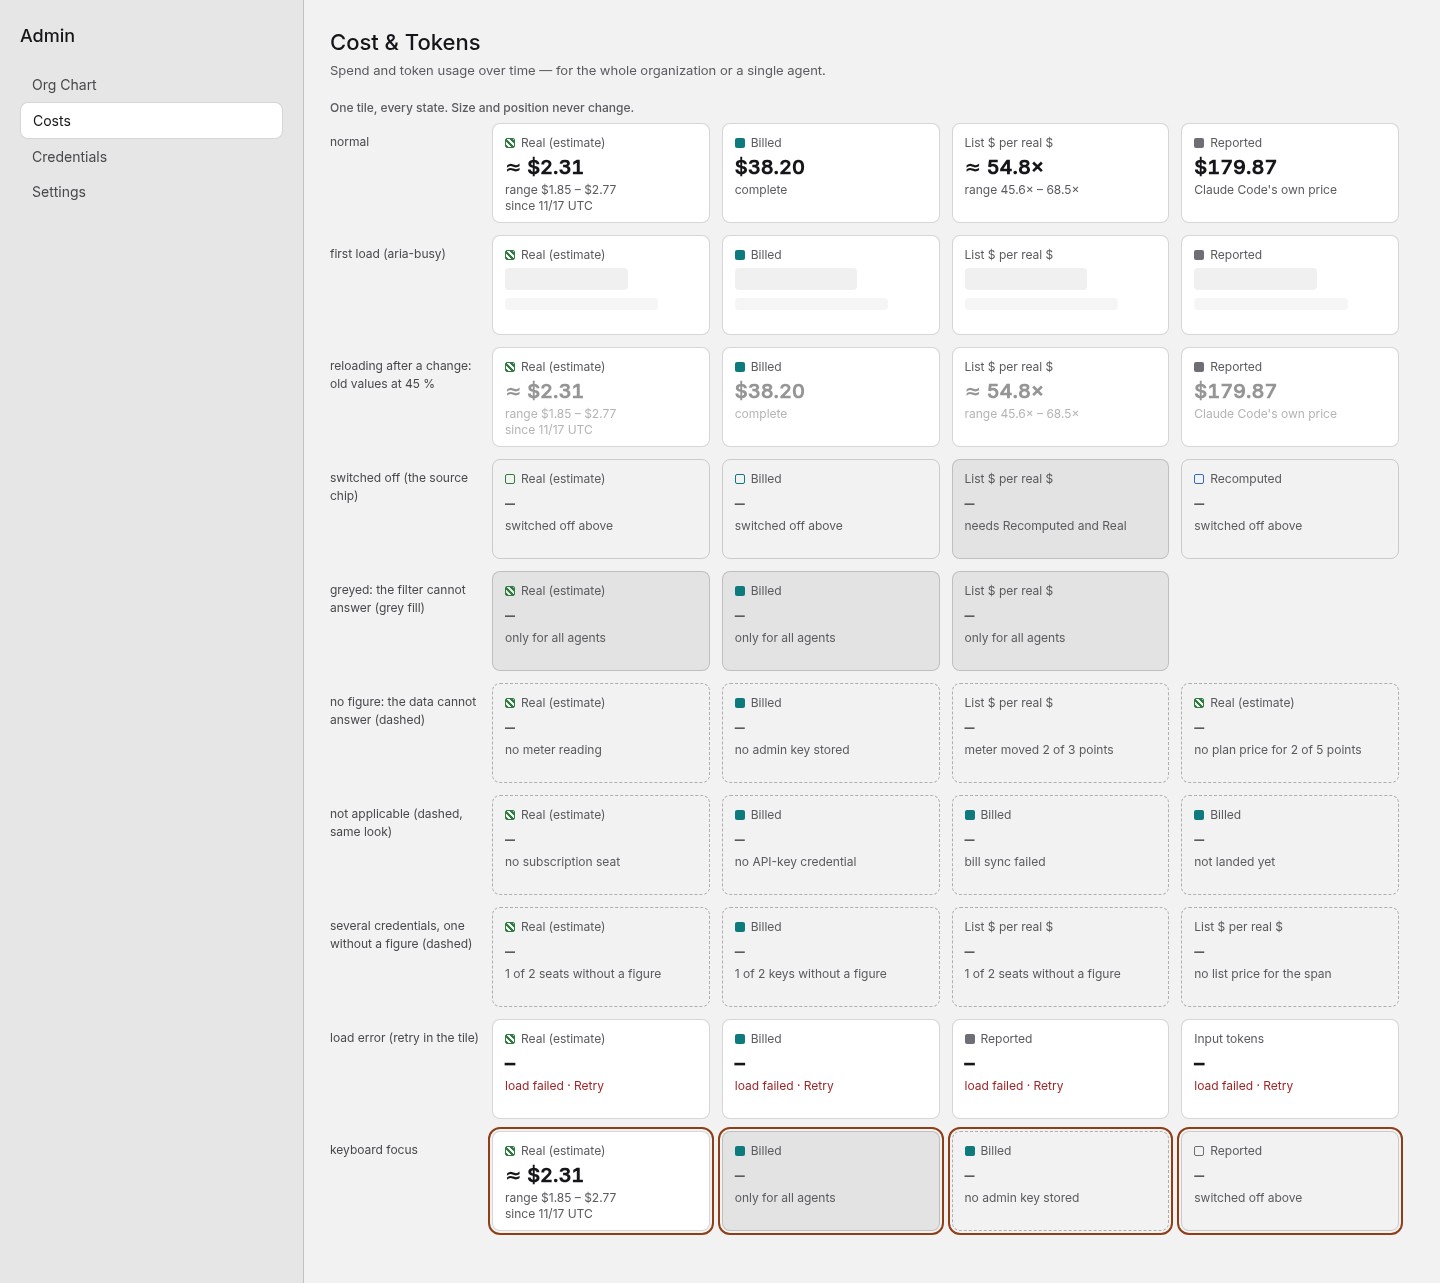 Admin
Org Chart
Costs
Credentials
Settings
Cost & Tokens
Spend and token usage over time — for the whole organization or a single agent.
One tile, every state. Size and position never change.
normal
Real (estimate)
≈ $2.31
range $1.85 – $2.77
since 11/17 UTC
Billed
$38.20
complete
List $ per real $
≈ 54.8×
range 45.6× – 68.5×
Reported
$179.87
Claude Code's own price
first load (aria-busy)
Real (estimate)
Billed
List $ per real $
Reported
reloading after a change:
old values at 45 %
Real (estimate)
≈ $2.31
range $1.85 – $2.77
since 11/17 UTC
Billed
$38.20
complete
List $ per real $
≈ 54.8×
range 45.6× – 68.5×
Reported
$179.87
Claude Code's own price
switched off (the source
chip)
Real (estimate)
–
switched off above
Billed
–
switched off above
List $ per real $
–
needs Recomputed and Real
Recomputed
–
switched off above
greyed: the filter cannot
answer (grey fill)
Real (estimate)
–
only for all agents
Billed
–
only for all agents
List $ per real $
–
only for all agents
no figure: the data cannot
answer (dashed)
Real (estimate)
–
no meter reading
Billed
–
no admin key stored
List $ per real $
–
meter moved 2 of 3 points
Real (estimate)
–
no plan price for 2 of 5 points
not applicable (dashed,
same look)
Real (estimate)
–
no subscription seat
Billed
–
no API-key credential
Billed
–
bill sync failed
Billed
–
not landed yet
several credentials, one
without a figure (dashed)
Real (estimate)
–
1 of 2 seats without a figure
Billed
–
1 of 2 keys without a figure
List $ per real $
–
1 of 2 seats without a figure
List $ per real $
–
no list price for the span
load error (retry in the tile)
Real (estimate)
–
load failed · Retry
Billed
–
load failed · Retry
Reported
–
load failed · Retry
Input tokens
–
load failed · Retry
keyboard focus
Real (estimate)
≈ $2.31
range $1.85 – $2.77
since 11/17 UTC
Billed
–
only for all agents
Billed
–
no admin key stored
Reported
–
switched off above